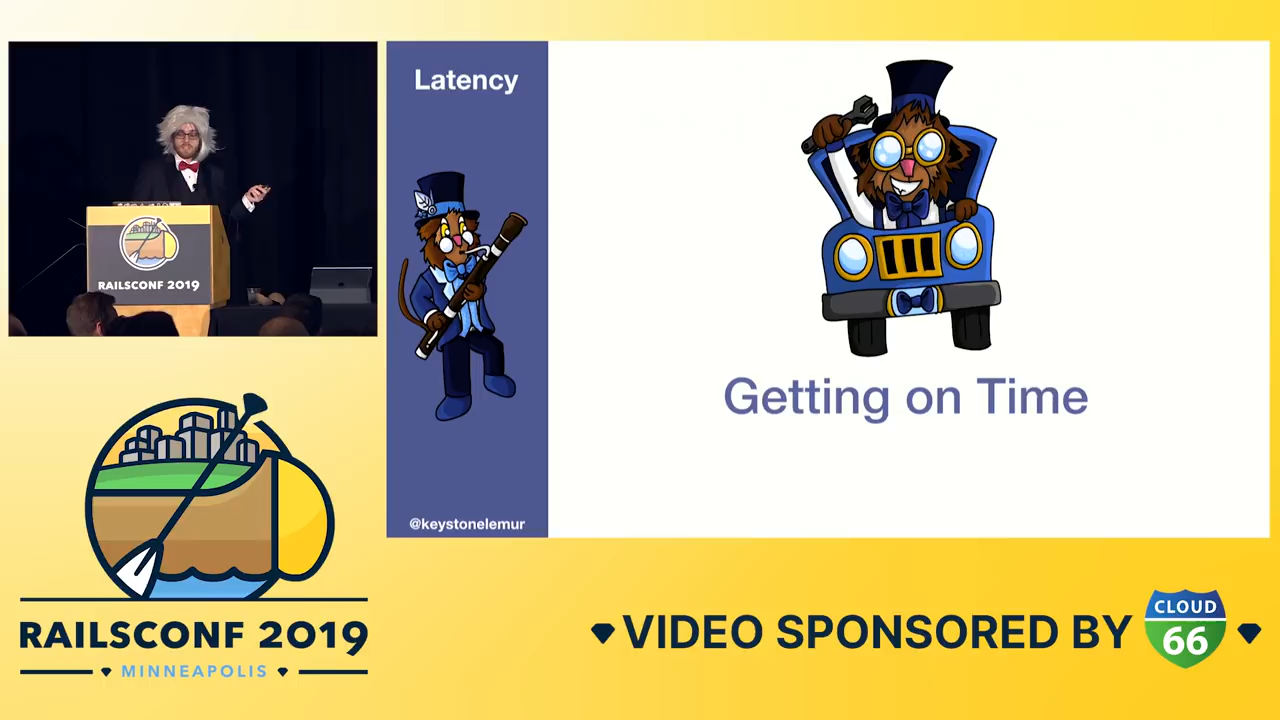 RAILSCONF 2019
Latency
@keystonelemur
Getting on Time
RAILSCONF 2019
MINNEAPOLIS
VIDEO SPONSORED BY
CLOUD
66